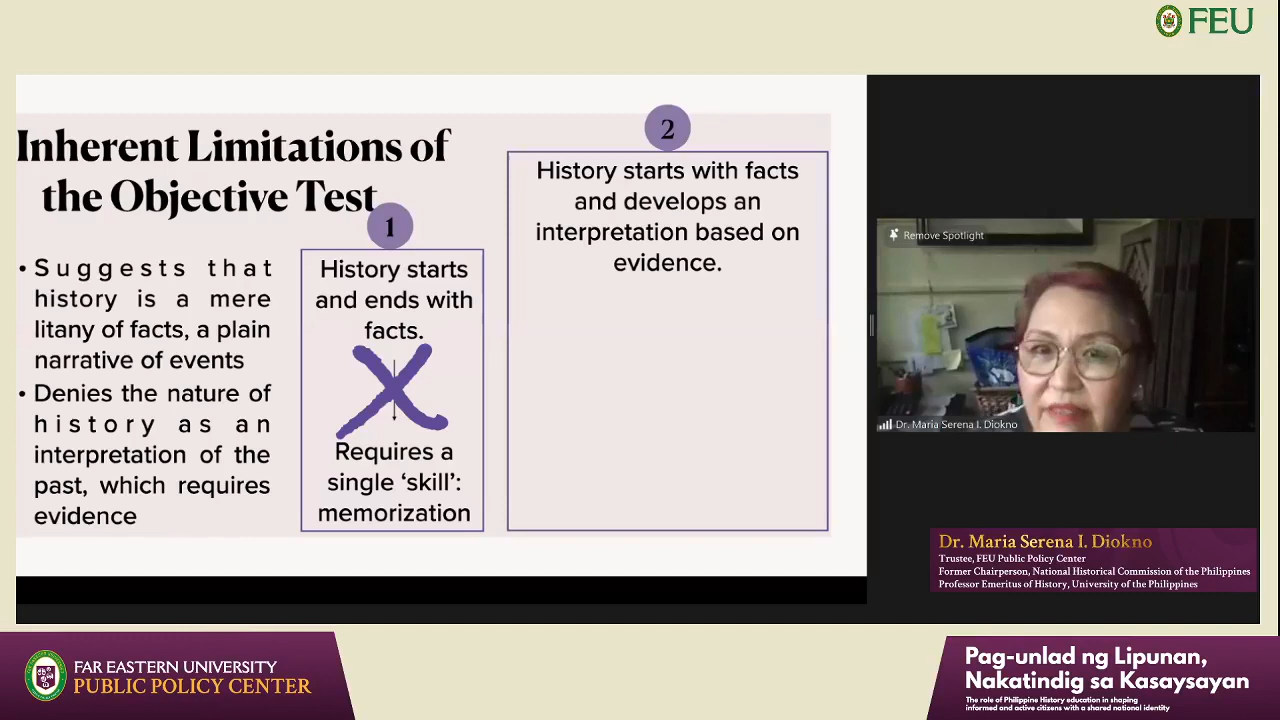 FEU
Inherent Limitations of
the Objective Test
• Suggests that
history is a mere
litany of facts, a plain
narrative of events
• Denies the nature of
history as an
interpretation of the
past, which requires
evidence
1
History starts
and ends with
facts.
Requires a
single ‘skill’:
memorization
2
History starts with facts
and develops an
interpretation based on
evidence.
Remove Spotlight
Dr. Maria Serena I. Diokno
Dr. Maria Serena I. Diokno
Trustee, FEU Public Policy Center
Former Chairperson, National Historical Commission of the Philippines
Professor Emeritus of History, University of the Philippines
FAR EASTERN UNIVERSITY
PUBLIC POLICY CENTER
Pag-unlad ng Lipunan,
Nakatindig sa Kasaysayan
The role of Philippine History education in shaping
informed and active citizens with a shared national identity